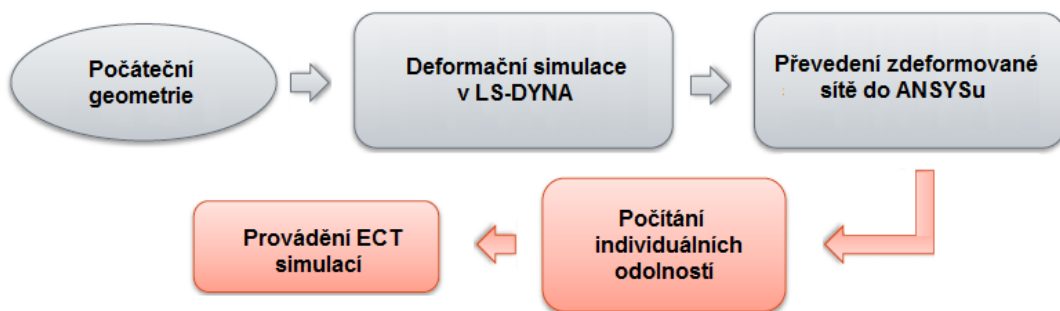 Počáteční
geometrie
Deformační simulace
v LS-DYNA
Převedení zdeformované
sítě do ANSYSu
Počítání
individuálních
odolností
Provádění ECT
simulací